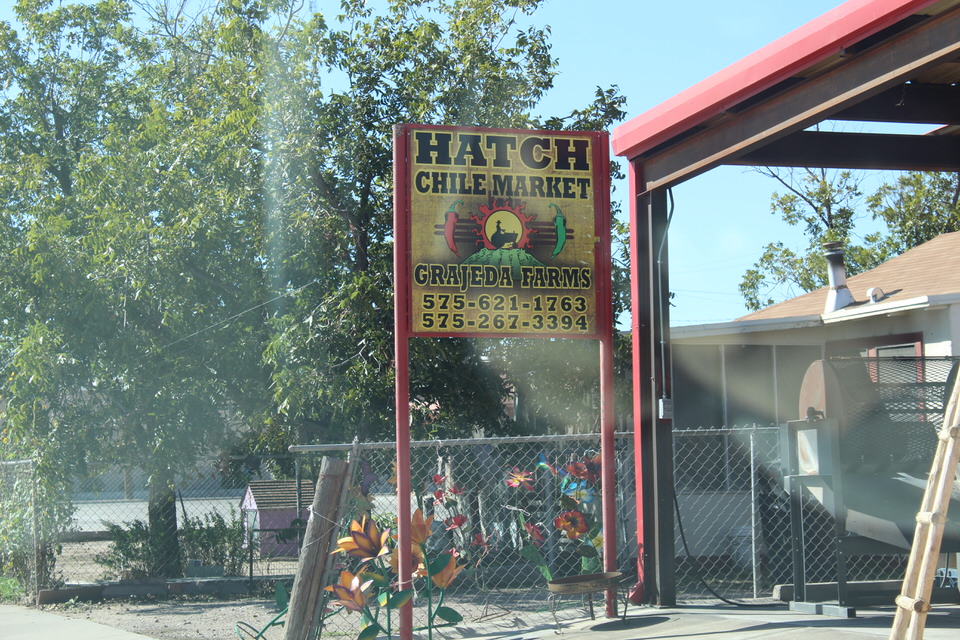 HATCH
CHILE MARKET
GRAJEDA FARMS
575-621-1763
575-267-3394